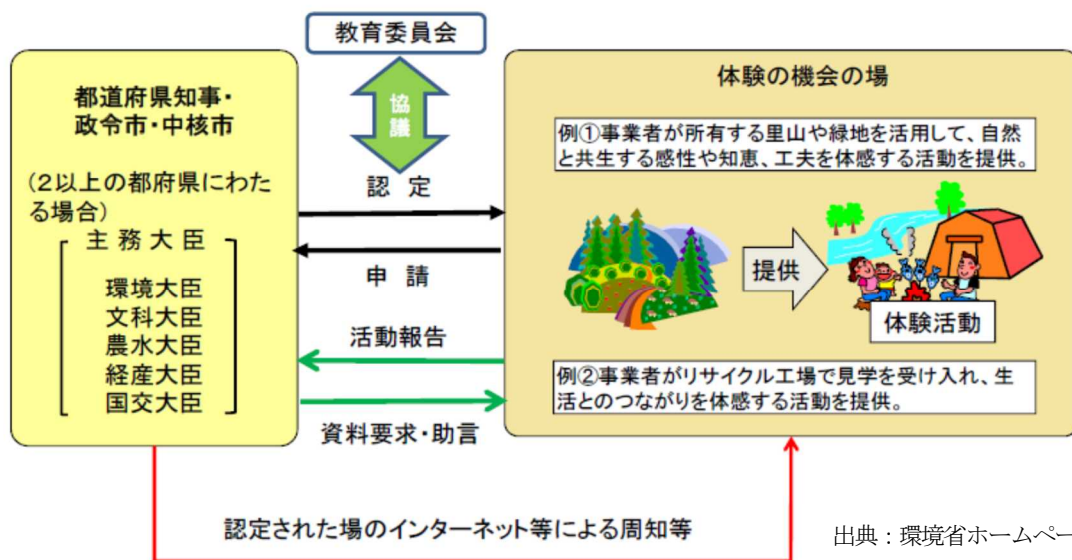 教育委員会
協議
都道府県知事・
政令市・中核市
(2以上の都府県にわた
る場合)
主務大臣
環境大臣
文科大臣
農水大臣
経産大臣
国交大臣
認 定
申 請
活動報告
資料要求・助言
体験の機会の場
例①事業者が所有する里山や緑地を活用して、自然
と共生する感性や知恵、工夫を体感する活動を提供。
提供
体験活動
例②事業者がリサイクル工場で見学を受け入れ、生
活とのつながりを体感する活動を提供。
認定された場のインターネット等による周知等
出典：環境省ホームペー